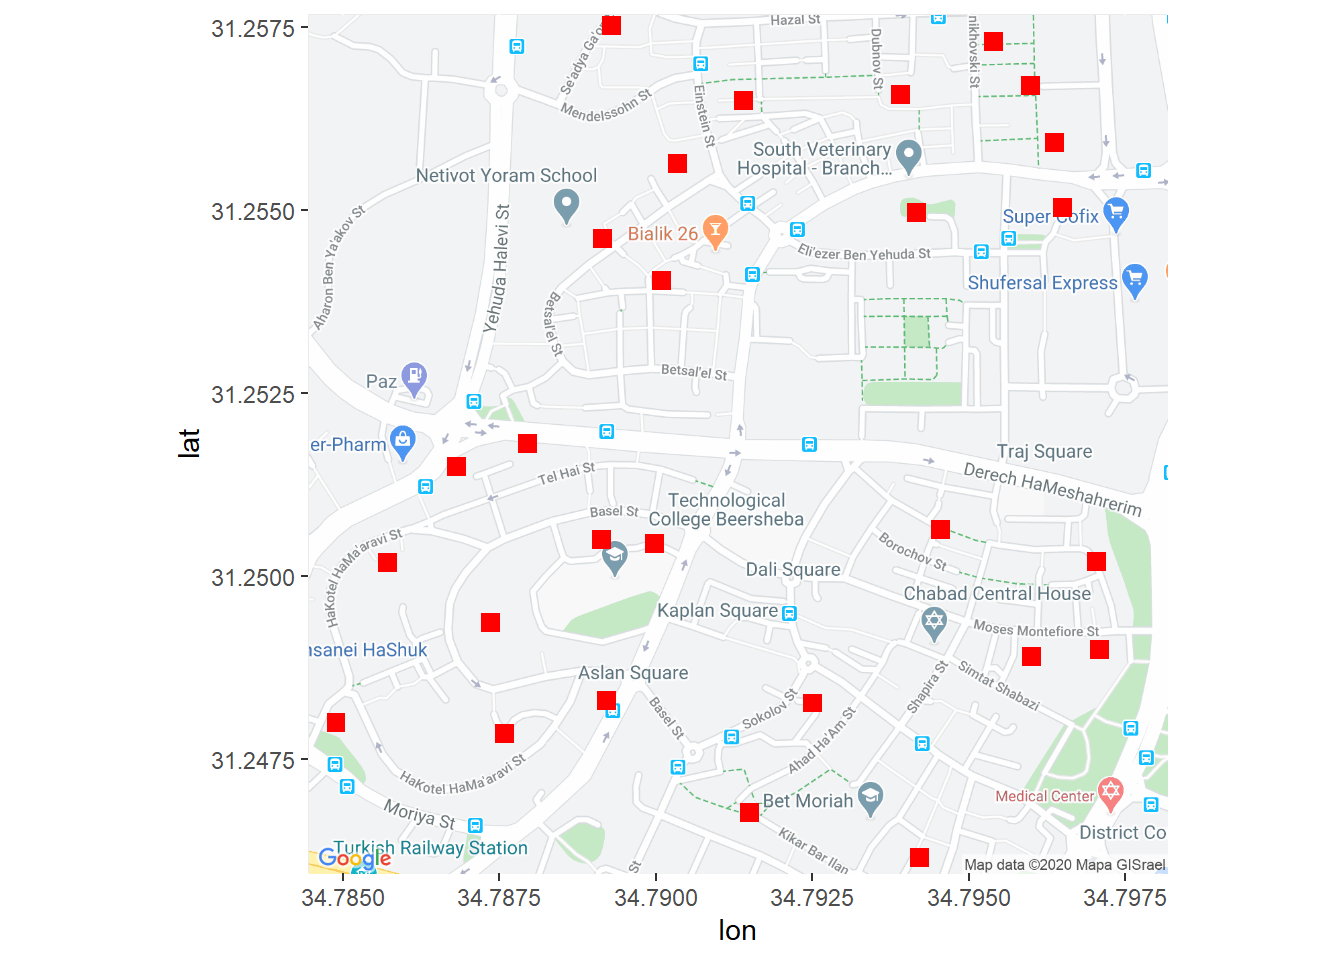 31.2575
31.2550
31.2525
31.2500
31.2475
lat
34.7850
34.7875
34.7900
34.7925
34.7950
34.7975
lon
Hazal St
Se'adya Ga'o
Dubnov St
nikhovski St
Mendelssohn St
Einstein St
South Veterinary
Hospital - Branch...
Netivot Yoram School
Aharon Ben Ya'akov St
Yehuda Halevi St
Bialik 26
Super Cofix
Eli'ezer Ben Yehuda St
Shufersal Express
Betsal'el St
Betsal'el St
Paz
er-Pharm
Traj Square
Derech HaMeshahrerim
Tel Hai St
Technological
College Beersheba
Basel St
HaKotel HaMa'aravi St
Borochov St
Dali Square
Chabad Central House
Kaplan Square
Moses Montefiore St
asanei HaShuk
Aslan Square
Simtat Shabazi
Shapira St
Basel St
Sokolov St
Ahad Ha'Am St
HaKotel HaMa'aravi St
Moriya St
Bet Moriah
Medical Center
District Co
Kikar Bar Ilan
Turkish Railway Station
Google
St
Map data ©2020 Mapa GISrael